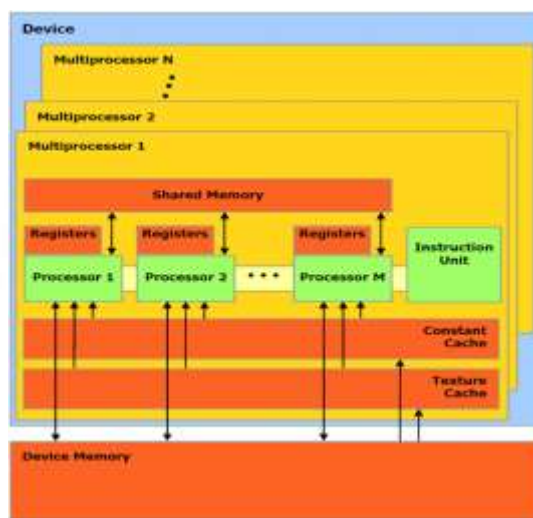 Device
Multiprocessor N
Multiprocessor 2
Multiprocessor 1
Shared Memory
Registers Registers Registers
Processor 1 Processor 2 Processor M Instruction
Unit
Constant
Cache
Texture
Cache
Device Memory